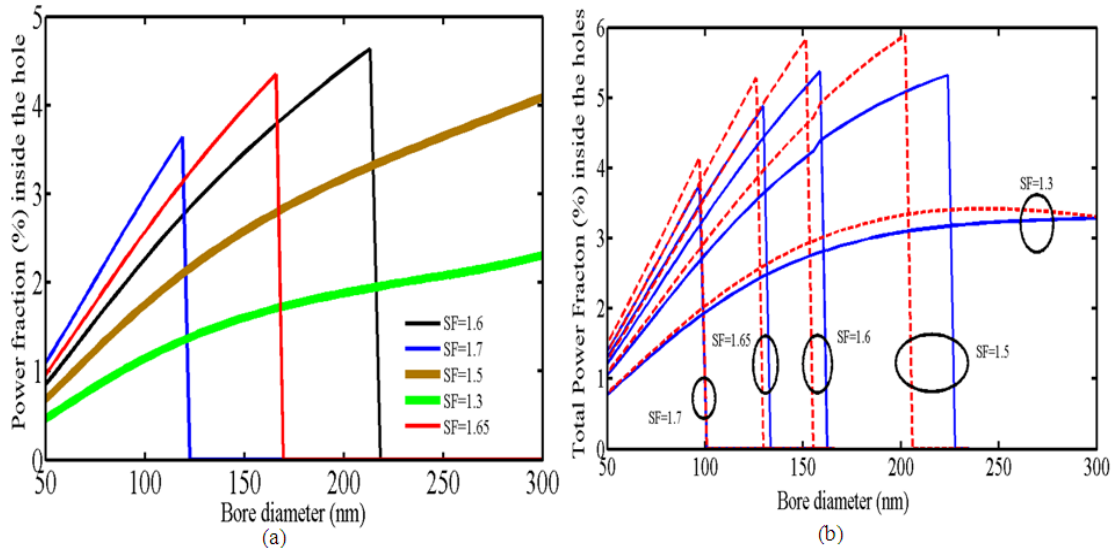 Power fraction (%) inside the hole
5
4
3
2
1
0
50
100
150
200
250
300
Bore diameter (nm)
SF=1.6
SF=1.7
SF=1.5
SF=1.3
SF=1.65
(a)
Total Power Fracton (%) inside the holes
6
5
4
3
2
1
0
50
100
150
200
250
300
Bore diameter (nm)
SF=1.3
SF=1.65
SF=1.6
SF=1.5
SF=1.7
(b)